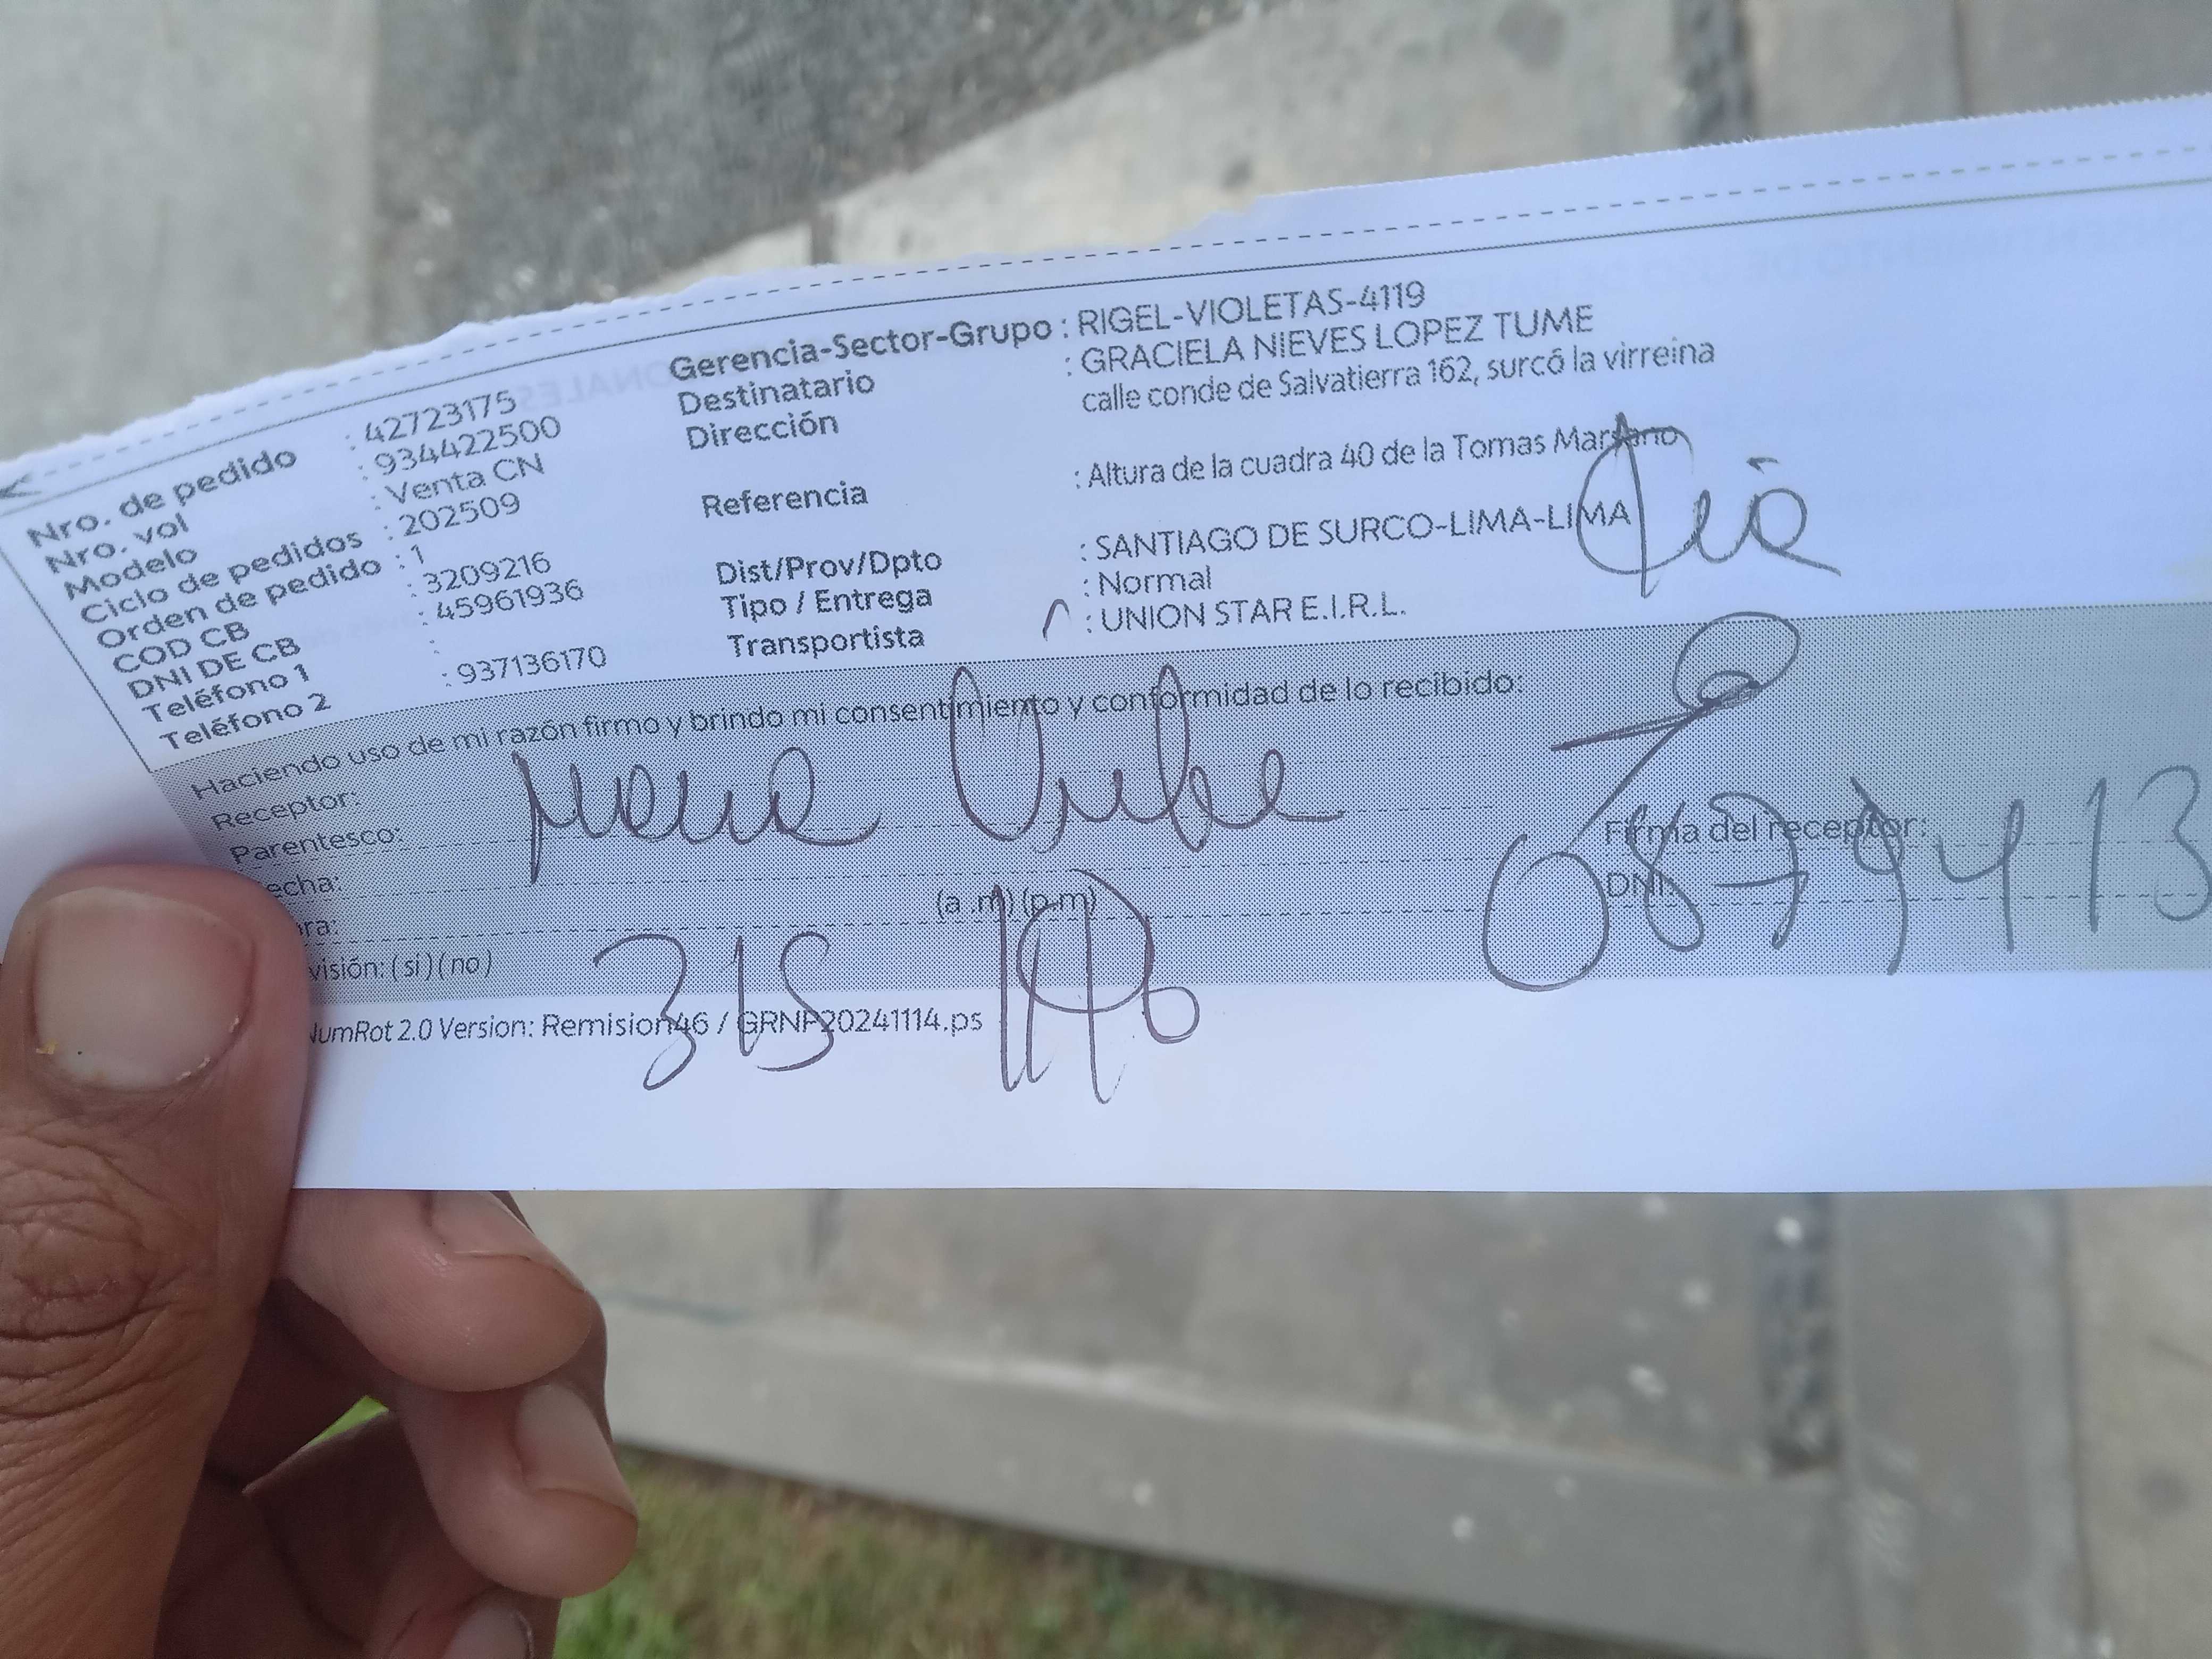 Nro. de pedido : 42723175
Nro. vol : 934422500
Modelo : Venta CN
Ciclo de pedidos : 202509
Orden de pedido : 1
COD CB : 3209216
DNI DE CB : 45961936
Teléfono 1 :
Teléfono 2 : 937136170
Gerencia-Sector-Grupo : RIGEL-VIOLETAS-4119
Destinatario : GRACIELA NIEVES LOPEZ TUME
Dirección calle conde de Salvatierra 162, surcô la virreina
Referencia : Altura de la cuadra 40 de la Tomas Marsano
Dist/Prov/Dpto : SANTIAGO DE SURCO-LIMA-LIMA
Tipo / Entrega : Normal
Transportista : UNION STAR E.I.R.L.
Haciendo uso de mi razón firmo y brindo mi consentimiento y conformidad de lo recibido:
Receptor:
Parentesco:
echa:
ra: (a .m) (p.m)
visión: ( si ) ( no )
Firma del receptor:
DNI
315
NumRot 2.0 Version: Remision46 / GRNP20241114.ps